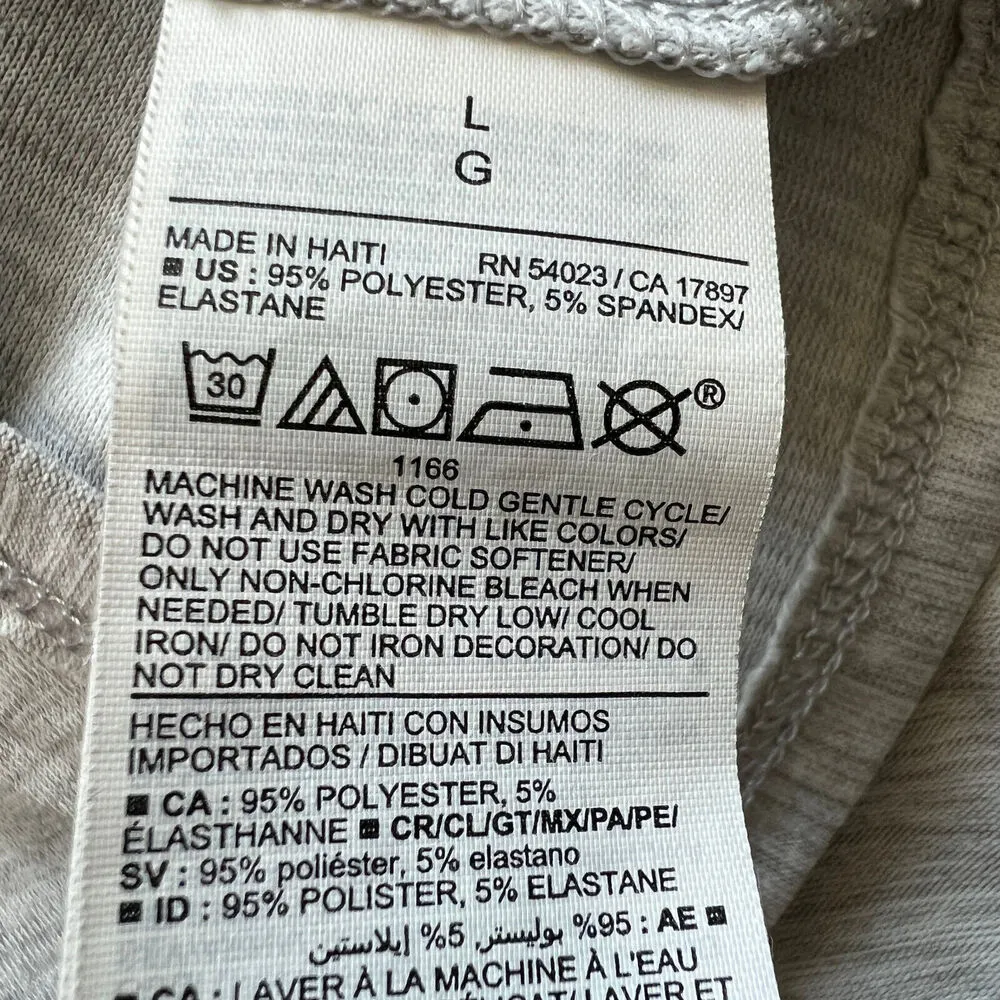 L
G
MADE IN HAITI RN 54023 / CA 17897
US : 95% POLYESTER, 5% SPANDEX/
ELASTANE
30
®
1166
MACHINE WASH COLD GENTLE CYCLE/
WASH AND DRY WITH LIKE COLORS/
DO NOT USE FABRIC SOFTENER/
ONLY NON-CHLORINE BLEACH WHEN
NEEDED/ TUMBLE DRY LOW/ COOL
IRON/ DO NOT IRON DECORATION/ DO
NOT DRY CLEAN
HECHO EN HAITI CON INSUMOS
IMPORTADOS / DIBUAT DI HAITI
CA : 95% POLYESTER, 5%
ÉLASTHANNE CR/CL/GT/MX/PA/PE/
SV : 95% poliéster, 5% elastano
ID : 95% POLISTER, 5% ELASTANE
AE : 95% بوليستر, 5% إيلاستين
CA : LAVER À LA MACHINE À L'EAU
LAVER ET